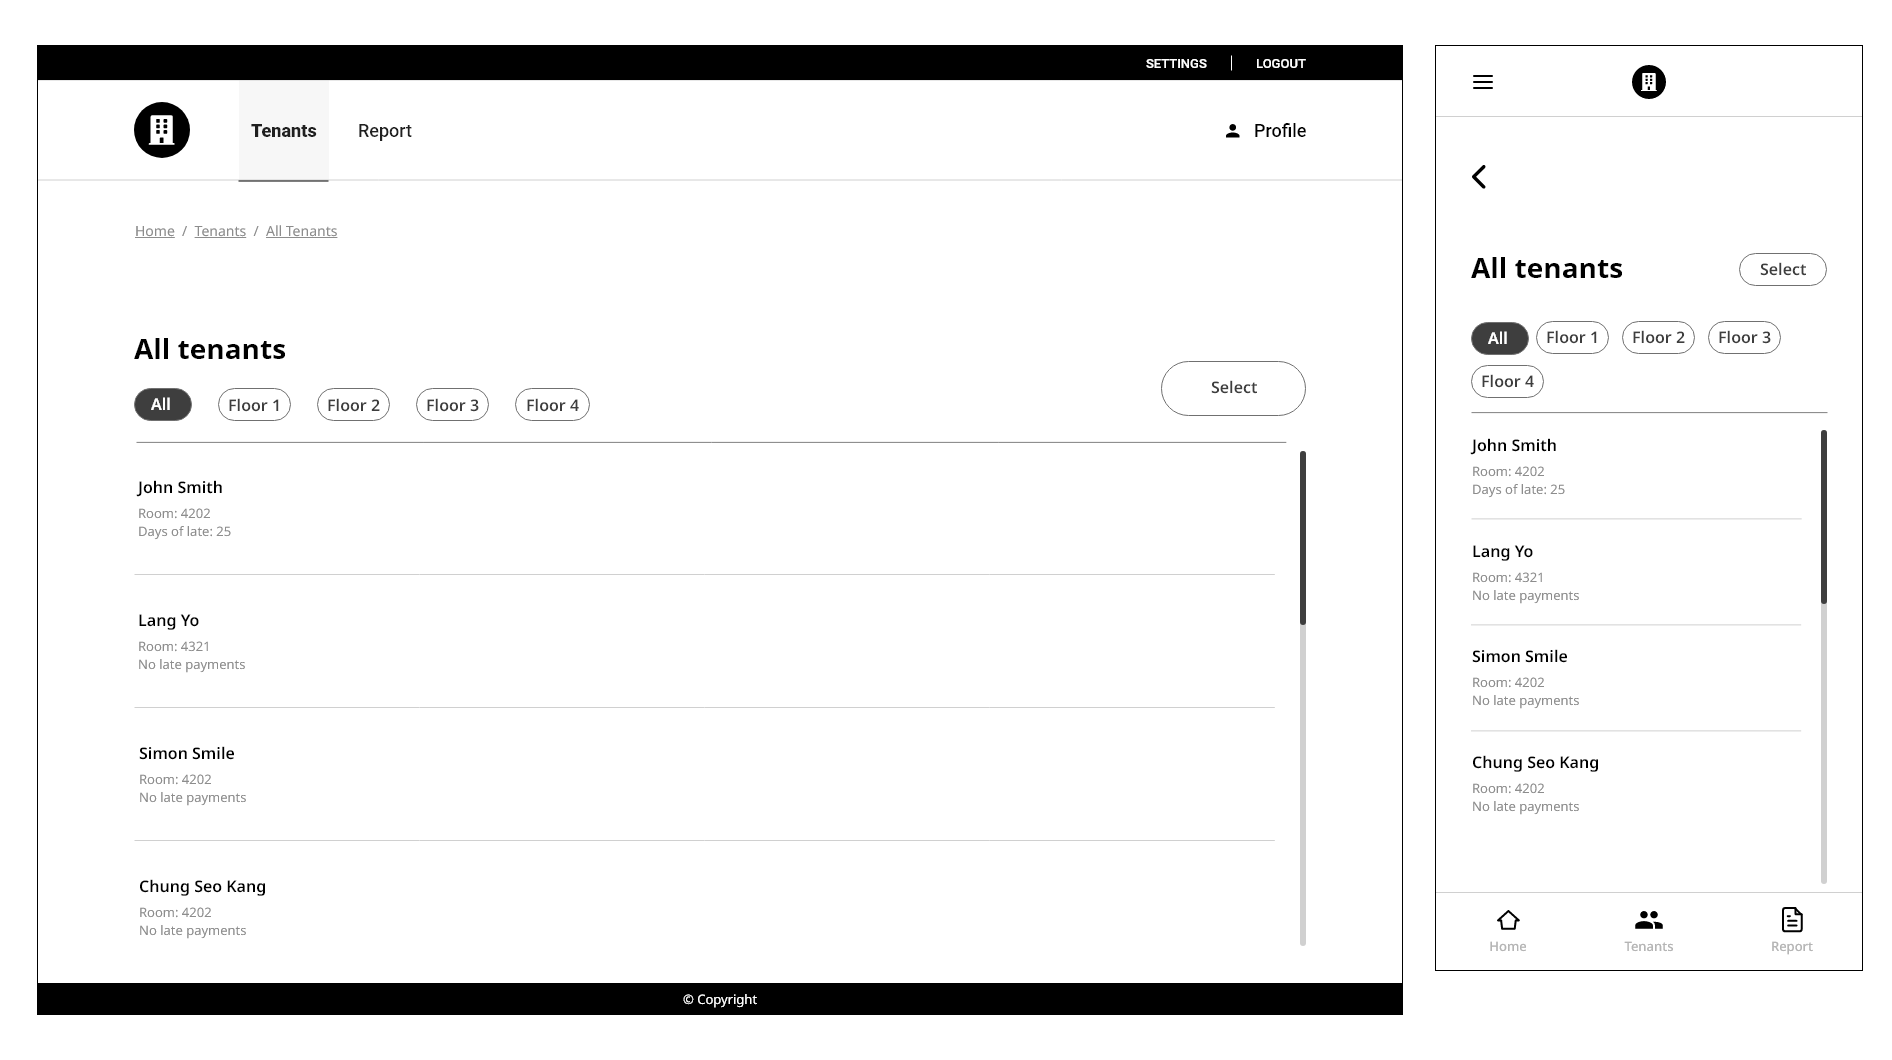 SETTINGS | LOGOUT
Tenants Report Profile
Home / Tenants / All Tenants
All tenants
All Floor 1 Floor 2 Floor 3 Floor 4
Select
John Smith
Room: 4202
Days of late: 25
Lang Yo
Room: 4321
No late payments
Simon Smile
Room: 4202
No late payments
Chung Seo Kang
Room: 4202
No late payments
© Copyright
All tenants Select
All Floor 1 Floor 2 Floor 3
Floor 4
John Smith
Room: 4202
Days of late: 25
Lang Yo
Room: 4321
No late payments
Simon Smile
Room: 4202
No late payments
Chung Seo Kang
Room: 4202
No late payments
Home Tenants Report